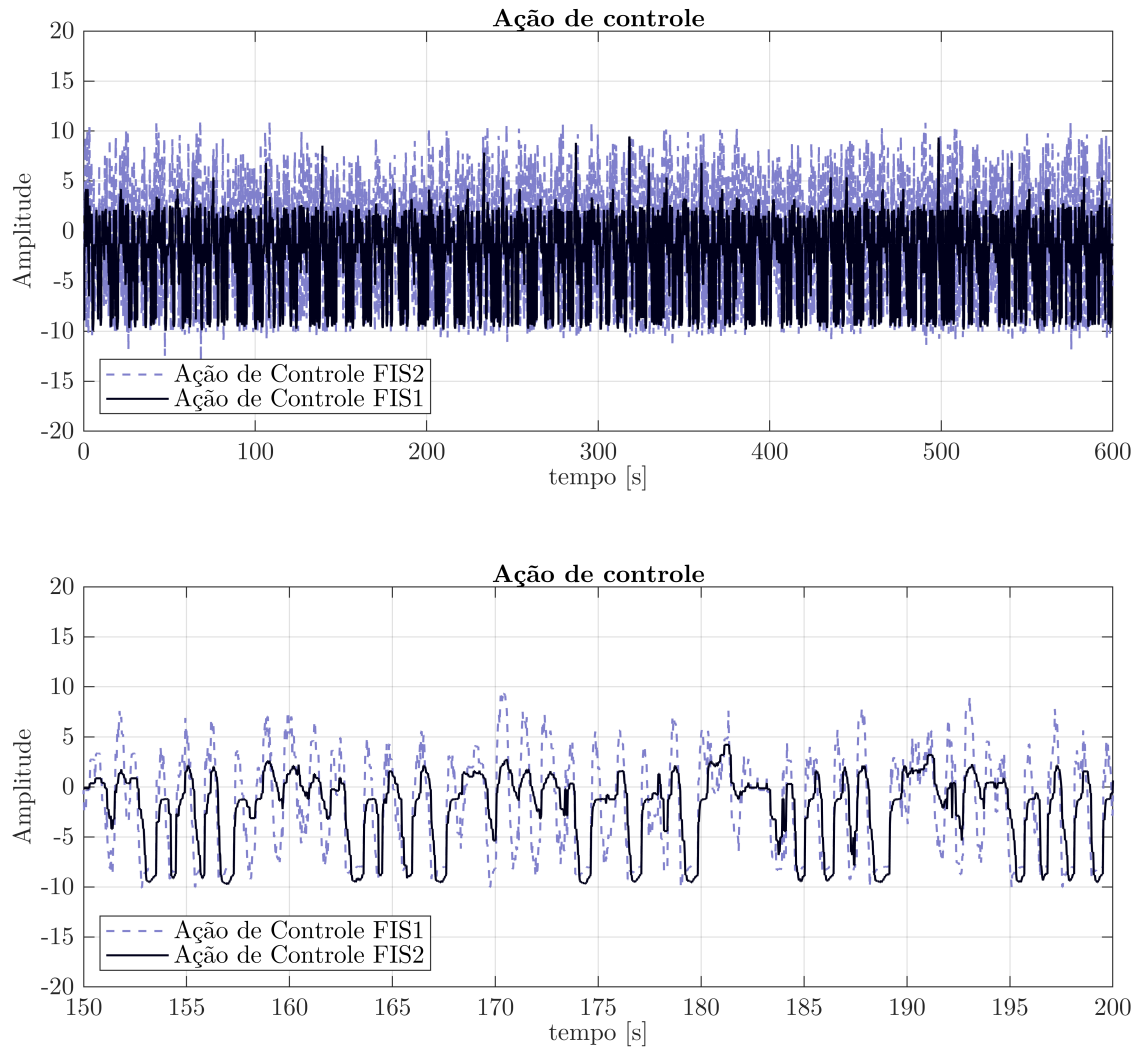 Ação de controle
20
15
10
5
0
-5
-10
-15
-20
Amplitude
Ação de Controle FIS2
Ação de Controle FIS1
0 100 200 300 400 500 600
tempo [s]
Ação de controle
20
15
10
5
0
-5
-10
-15
-20
Amplitude
Ação de Controle FIS1
Ação de Controle FIS2
150 155 160 165 170 175 180 185 190 195 200
tempo [s]